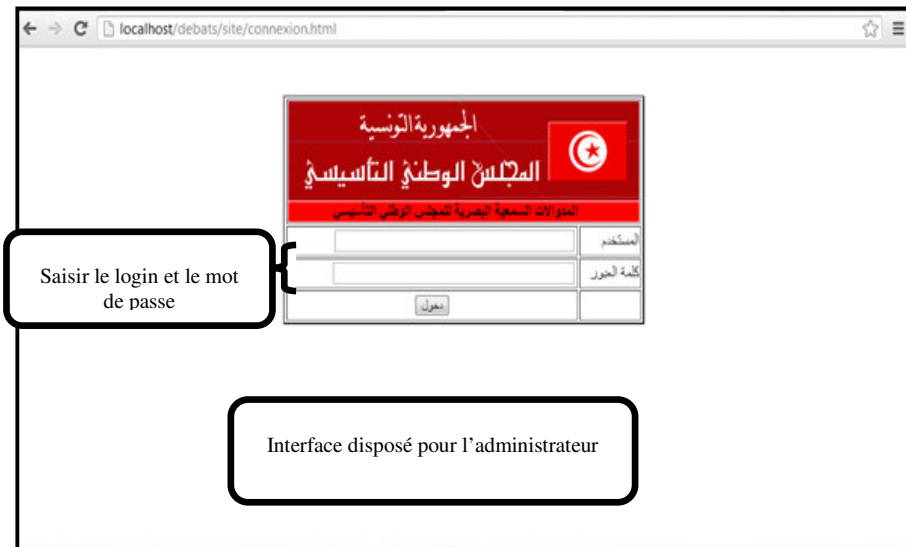 localhost/debats/site/connexion.html
الجمهورية التونسية
المجلس الوطني التأسيسي
المدوالات السمعية البصرية للمجلس الوطني التأسيسي
المستخدم
كلمة العبور
دخول
Saisir le login et le mot
de passe
Interface disposé pour l’administrateur